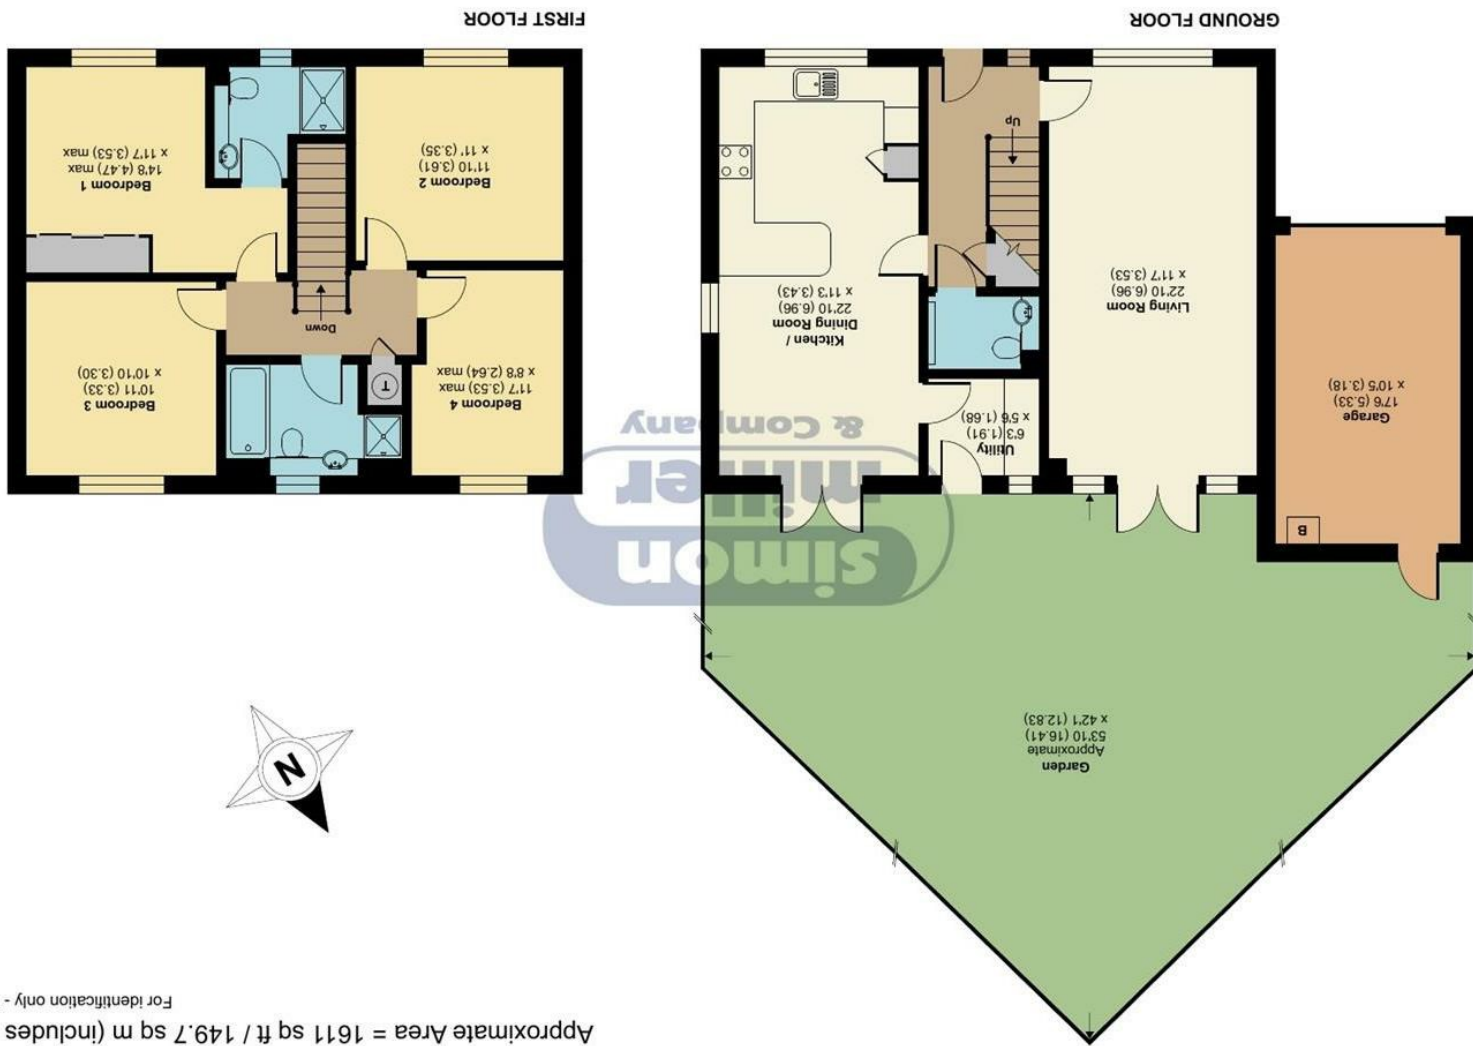 Approximate Area = 1611 sq ft / 149.7 sq m (includes
For identification only -
Garden
Approximate
53'10 (16.41)
x 42'1 (12.83)
N
simon
miller
& Company
B
Garage
17'6 (5.33)
x 10'5 (3.18)
Living Room
22'10 (6.96)
x 11'7 (3.53)
Utility
6'3 (1.91)
x 5'6 (1.68)
Kitchen /
Dining Room
22'10 (6.96)
x 11'3 (3.43)
Up
GROUND FLOOR
Bedroom 4
11'7 (3.53) max
x 8'8 (2.64) max
T
Bedroom 3
10'11 (3.33)
x 10'10 (3.30)
Down
Bedroom 2
11'10 (3.61)
x 11' (3.35)
Bedroom 1
14'8 (4.47) max
x 11'7 (3.53) max
FIRST FLOOR